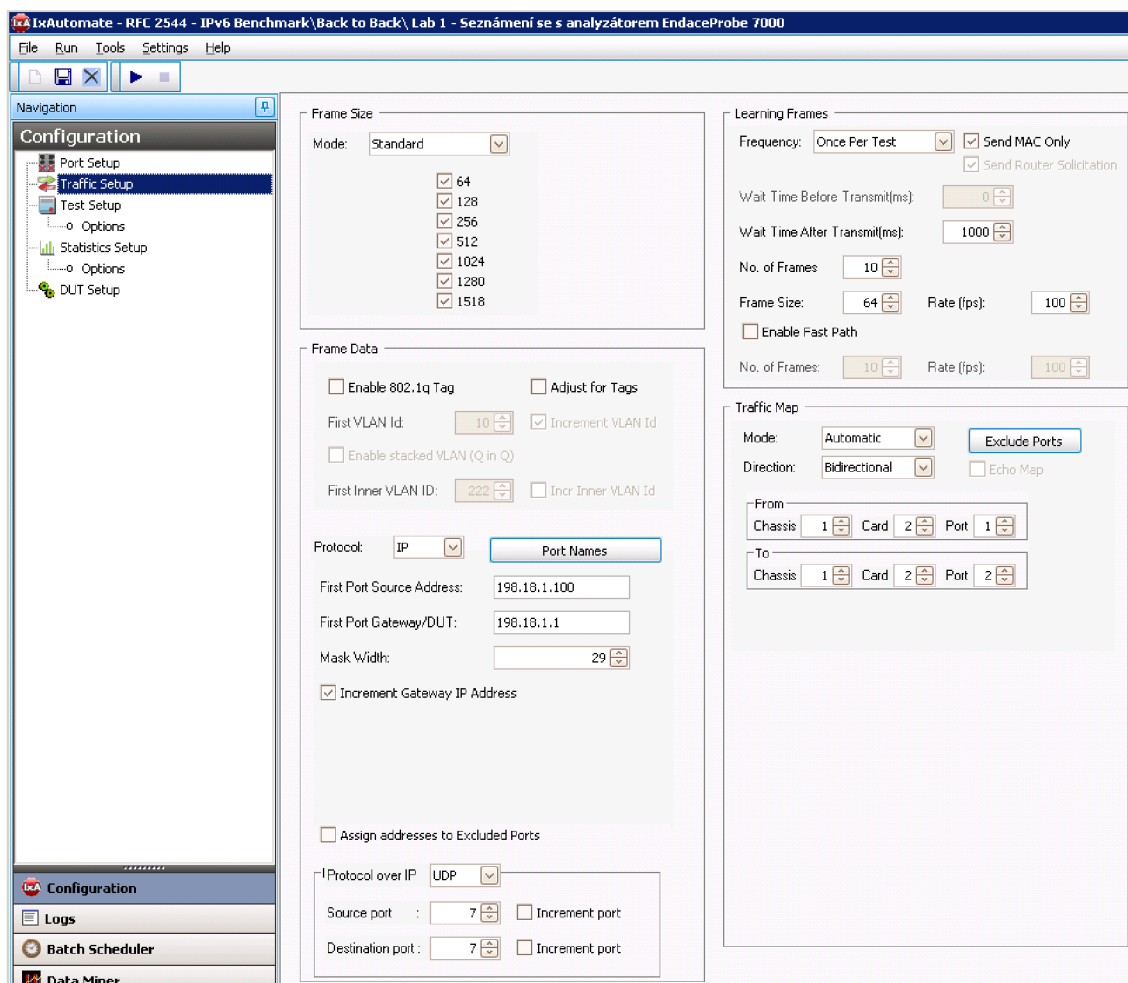 IxAutomate - RFC 2544 - IPv6 Benchmark\Back to Back\ Lab 1 - Seznámení se s analyzátorem EndaceProbe 7000
File Run Tools Settings Help
Navigation
Configuration
Port Setup
Traffic Setup
Test Setup
Options
Statistics Setup
Options
DUT Setup
IxA Configuration
Logs
Batch Scheduler
Data Miner
Frame Size
Mode: Standard
64
128
256
512
1024
1280
1518
Frame Data
Enable 802.1q Tag Adjust for Tags
First VLAN Id: 10 Increment VLAN Id
Enable stacked VLAN (Q in Q)
First Inner VLAN ID: 222 Incr Inner VLAN Id
Protocol: IP Port Names
First Port Source Address: 198.18.1.100
First Port Gateway/DUT: 198.18.1.1
Mask Width: 29
Increment Gateway IP Address
Assign addresses to Excluded Ports
Protocol over IP UDP
Source port : 7 Increment port
Destination port : 7 Increment port
Learning Frames
Frequency: Once Per Test Send MAC Only
Send Router Solicitation
Wait Time Before Transmit(ms): 0
Wait Time After Transmit(ms): 1000
No. of Frames 10
Frame Size: 64 Rate (fps): 100
Enable Fast Path
No. of Frames: 10 Rate (fps): 100
Traffic Map
Mode: Automatic Exclude Ports
Direction: Bidirectional Echo Map
From
Chassis 1 Card 2 Port 1
To
Chassis 1 Card 2 Port 2